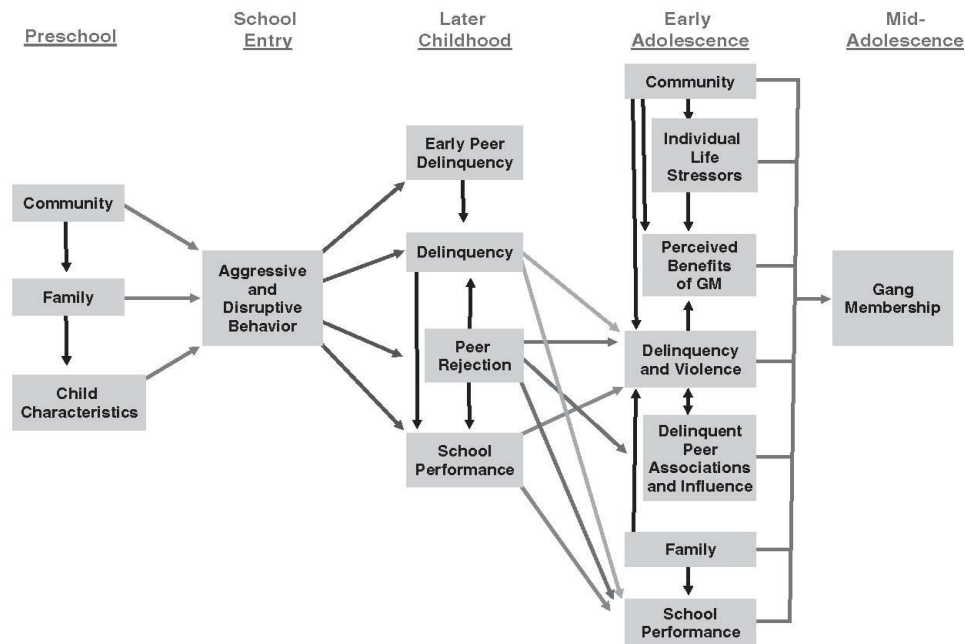 Preschool
School
Entry
Later
Childhood
Early
Adolescence
Mid-
Adolescence
Community
Family
Child
Characteristics
Aggressive
and
Disruptive
Behavior
Early Peer
Delinquency
Delinquency
Peer
Rejection
School
Performance
Community
Individual
Life
Stressors
Perceived
Benefits
of GM
Delinquency
and Violence
Delinquent
Peer
Associations
and Influence
Family
School
Performance
Gang
Membership